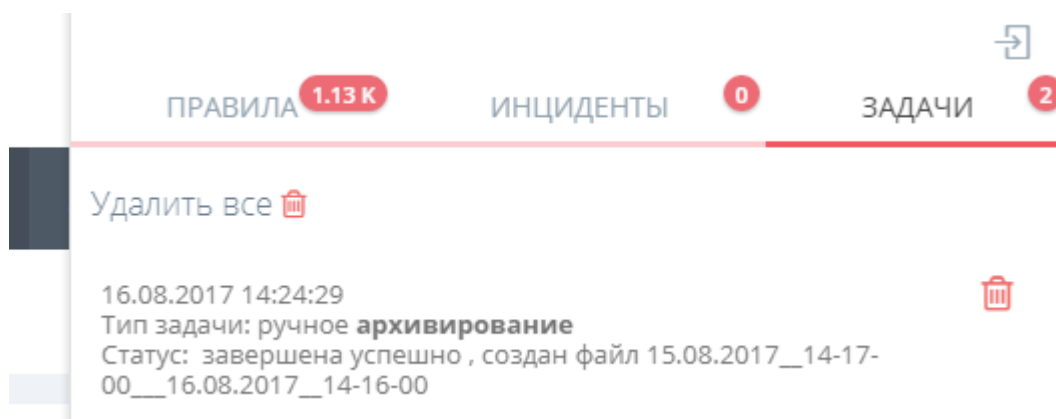 ПРАВИЛА 1.13 K ИНЦИДЕНТЫ 0 ЗАДАЧИ 2
Удалить все
16.08.2017 14:24:29
Тип задачи: ручное архивирование
Статус: завершена успешно , создан файл 15.08.2017__14-17-
00___16.08.2017__14-16-00